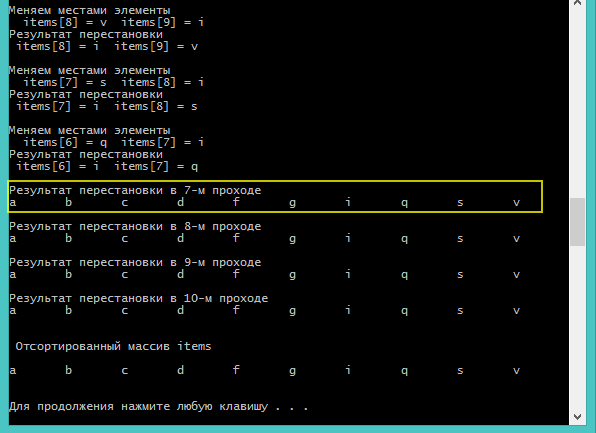 Меняем местами элементы
items[8] = v items[9] = i
Результат перестановки
items[8] = i items[9] = v
Меняем местами элементы
items[7] = s items[8] = i
Результат перестановки
items[7] = i items[8] = s
Меняем местами элементы
items[6] = q items[7] = i
Результат перестановки
items[6] = i items[7] = q
Результат перестановки в 7-м проходе
a b c d f g i q s v
Результат перестановки в 8-м проходе
a b c d f g i q s v
Результат перестановки в 9-м проходе
a b c d f g i q s v
Результат перестановки в 10-м проходе
a b c d f g i q s v
Отсортированный массив items
a b c d f g i q s v
Для продолжения нажмите любую клавишу . . .